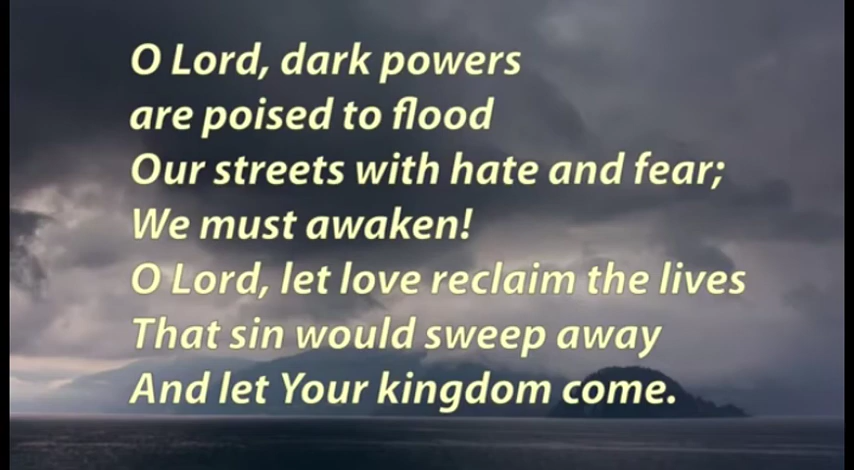 O Lord, dark powers
are poised to flood
Our streets with hate and fear;
We must awaken!
O Lord, let love reclaim the lives
That sin would sweep away
And let Your kingdom come.